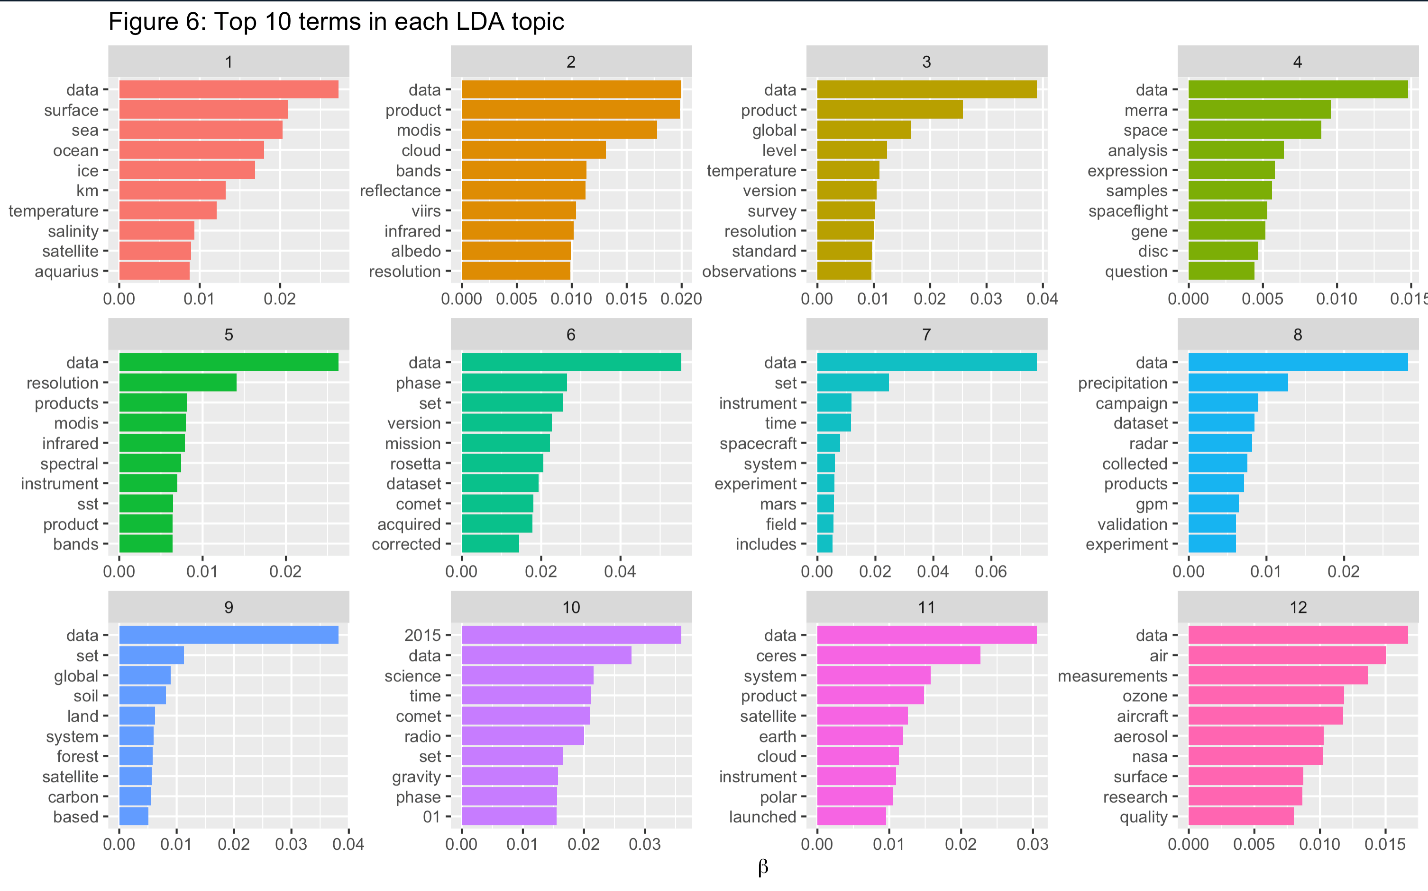 Figure 6: Top 10 terms in each LDA topic
1
data
surface
sea
ocean
ice
km
temperature
salinity
satellite
aquarius
0.00 0.01 0.02
2
data
product
modis
cloud
bands
reflectance
viirs
infrared
albedo
resolution
0.000 0.005 0.010 0.015 0.020
3
data
product
global
level
temperature
version
survey
resolution
standard
observations
0.00 0.01 0.02 0.03 0.04
4
data
merra
space
analysis
expression
samples
spaceflight
gene
disc
question
0.000 0.005 0.010 0.015
5
data
resolution
products
modis
infrared
spectral
instrument
sst
product
bands
0.00 0.01 0.02
6
data
phase
set
version
mission
rosetta
dataset
comet
acquired
corrected
0.00 0.02 0.04
7
data
set
instrument
time
spacecraft
system
experiment
mars
field
includes
0.00 0.02 0.04 0.06
8
data
precipitation
campaign
dataset
radar
collected
products
gpm
validation
experiment
0.00 0.01 0.02
9
data
set
global
soil
land
system
forest
satellite
carbon
based
0.00 0.01 0.02 0.03 0.04
10
2015
data
science
time
comet
radio
set
gravity
phase
01
0.00 0.01 0.02 0.03
11
data
ceres
system
product
satellite
earth
cloud
instrument
polar
launched
0.00 0.01 0.02 0.03
12
data
air
measurements
ozone
aircraft
aerosol
nasa
surface
research
quality
0.000 0.005 0.010 0.015
β